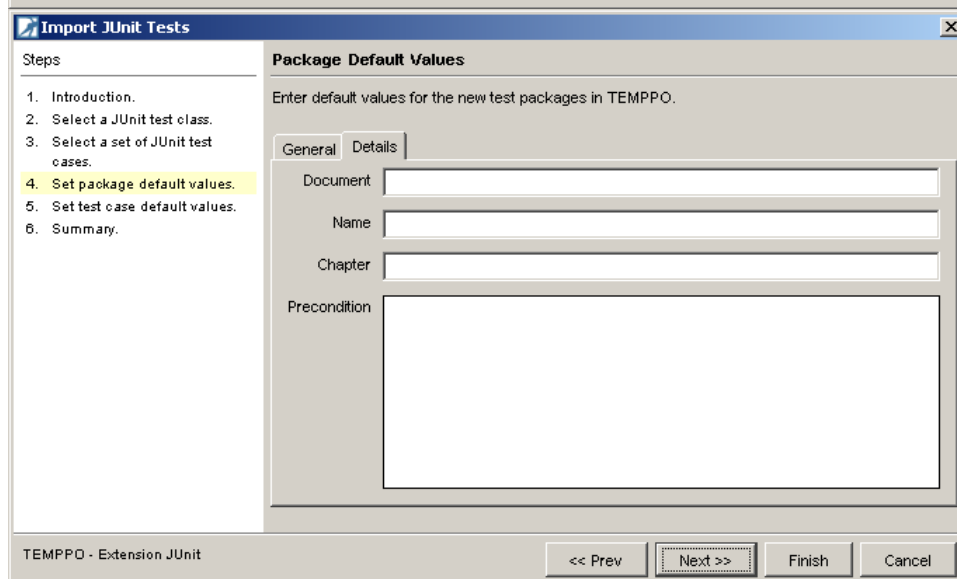 Import JUnit Tests
Steps
1. Introduction.
2. Select a JUnit test class.
3. Select a set of JUnit test
cases.
4. Set package default values.
5. Set test case default values.
6. Summary.
Package Default Values
Enter default values for the new test packages in TEMPPO.
General Details
Document
Name
Chapter
Precondition
TEMPPO - Extension JUnit
<< Prev Next >> Finish Cancel